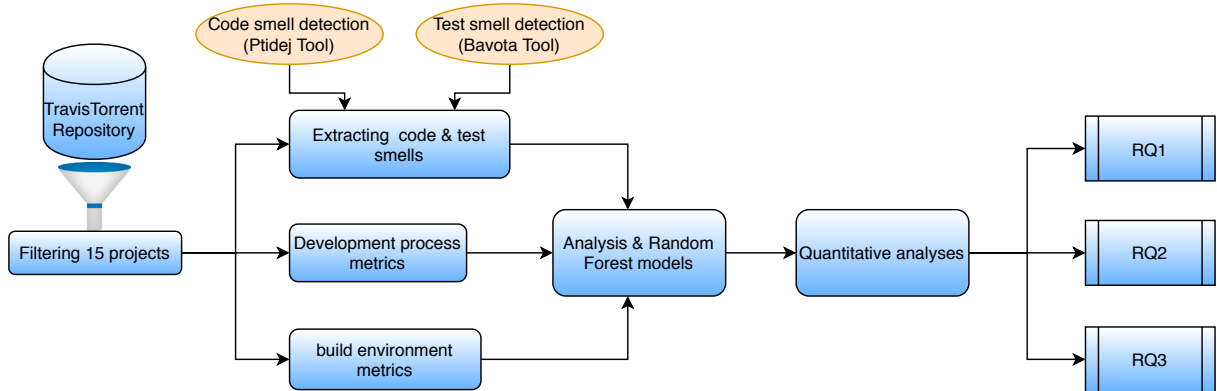 Code smell detection
(Ptidej Tool)
Test smell detection
(Bavota Tool)
TravisTorrent
Repository
Extracting code & test
smells
RQ1
Filtering 15 projects
Development process
metrics
Analysis & Random
Forest models
Quantitative analyses
RQ2
build environment
metrics
RQ3